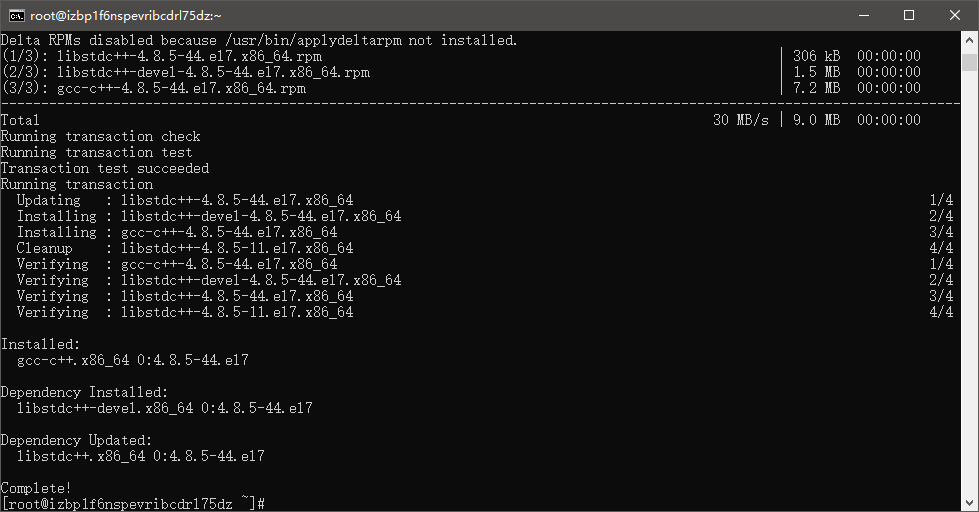 root@izbp1f6nspevribcdrl75dz:~
Delta RPMs disabled because /usr/bin/applydeltarpm not installed.
(1/3): libstdc++-4.8.5-44.el7.x86_64.rpm | 306 kB 00:00:00
(2/3): libstdc++-devel-4.8.5-44.el7.x86_64.rpm | 1.5 MB 00:00:00
(3/3): gcc-c++-4.8.5-44.el7.x86_64.rpm | 7.2 MB 00:00:00
--------------------------------------------------------------------------------
Total 30 MB/s | 9.0 MB 00:00:00
Running transaction check
Running transaction test
Transaction test succeeded
Running transaction
  Updating   : libstdc++-4.8.5-44.el7.x86_64 1/4
  Installing : libstdc++-devel-4.8.5-44.el7.x86_64 2/4
  Installing : gcc-c++-4.8.5-44.el7.x86_64 3/4
  Cleanup    : libstdc++-4.8.5-11.el7.x86_64 4/4
  Verifying  : gcc-c++-4.8.5-44.el7.x86_64 1/4
  Verifying  : libstdc++-devel-4.8.5-44.el7.x86_64 2/4
  Verifying  : libstdc++-4.8.5-44.el7.x86_64 3/4
  Verifying  : libstdc++-4.8.5-11.el7.x86_64 4/4
Installed:
  gcc-c++.x86_64 0:4.8.5-44.el7
Dependency Installed:
  libstdc++-devel.x86_64 0:4.8.5-44.el7
Dependency Updated:
  libstdc++.x86_64 0:4.8.5-44.el7
Complete!
[root@izbp1f6nspevribcdrl75dz ~]#